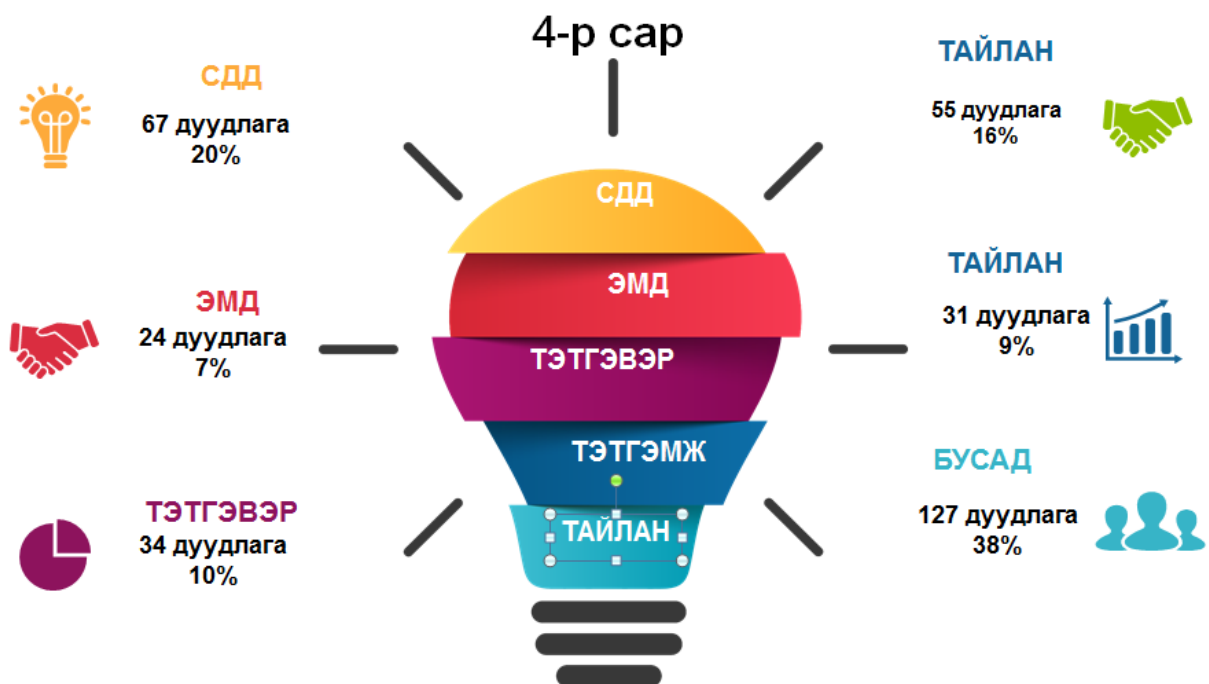 4-р сар
СДД
67 дуудлага
20%
ЭМД
24 дуудлага
7%
ТЭТГЭВЭР
34 дуудлага
10%
СДД
ЭМД
ТЭТГЭВЭР
ТЭТГЭМЖ
ТАЙЛАН
ТАЙЛАН
55 дуудлага
16%
ТАЙЛАН
31 дуудлага
9%
БУСАД
127 дуудлага
38%